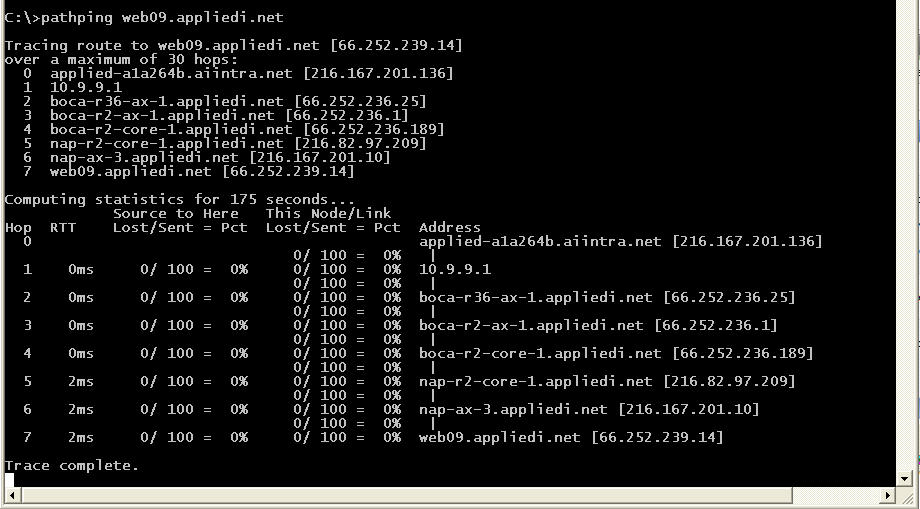 C:\>pathping web09.appliedi.net
Tracing route to web09.appliedi.net [66.252.239.14]
over a maximum of 30 hops:
  0  applied-a1a264b.aiintra.net [216.167.201.136]
  1  10.9.9.1
  2  boca-r36-ax-1.appliedi.net [66.252.236.25]
  3  boca-r2-ax-1.appliedi.net [66.252.236.1]
  4  boca-r2-core-1.appliedi.net [66.252.236.189]
  5  nap-r2-core-1.appliedi.net [216.82.97.209]
  6  nap-ax-3.appliedi.net [216.167.201.10]
  7  web09.appliedi.net [66.252.239.14]
Computing statistics for 175 seconds...
            Source to Here   This Node/Link
Hop  RTT    Lost/Sent = Pct  Lost/Sent = Pct  Address
  0                                           applied-a1a264b.aiintra.net [216.167.201.136]
                                0/ 100 =  0%   |
  1    0ms     0/ 100 =  0%     0/ 100 =  0%  10.9.9.1
                                0/ 100 =  0%   |
  2    0ms     0/ 100 =  0%     0/ 100 =  0%  boca-r36-ax-1.appliedi.net [66.252.236.25]
                                0/ 100 =  0%   |
  3    0ms     0/ 100 =  0%     0/ 100 =  0%  boca-r2-ax-1.appliedi.net [66.252.236.1]
                                0/ 100 =  0%   |
  4    0ms     0/ 100 =  0%     0/ 100 =  0%  boca-r2-core-1.appliedi.net [66.252.236.189]
                                0/ 100 =  0%   |
  5    2ms     0/ 100 =  0%     0/ 100 =  0%  nap-r2-core-1.appliedi.net [216.82.97.209]
                                0/ 100 =  0%   |
  6    2ms     0/ 100 =  0%     0/ 100 =  0%  nap-ax-3.appliedi.net [216.167.201.10]
                                0/ 100 =  0%   |
  7    2ms     0/ 100 =  0%     0/ 100 =  0%  web09.appliedi.net [66.252.239.14]
Trace complete.